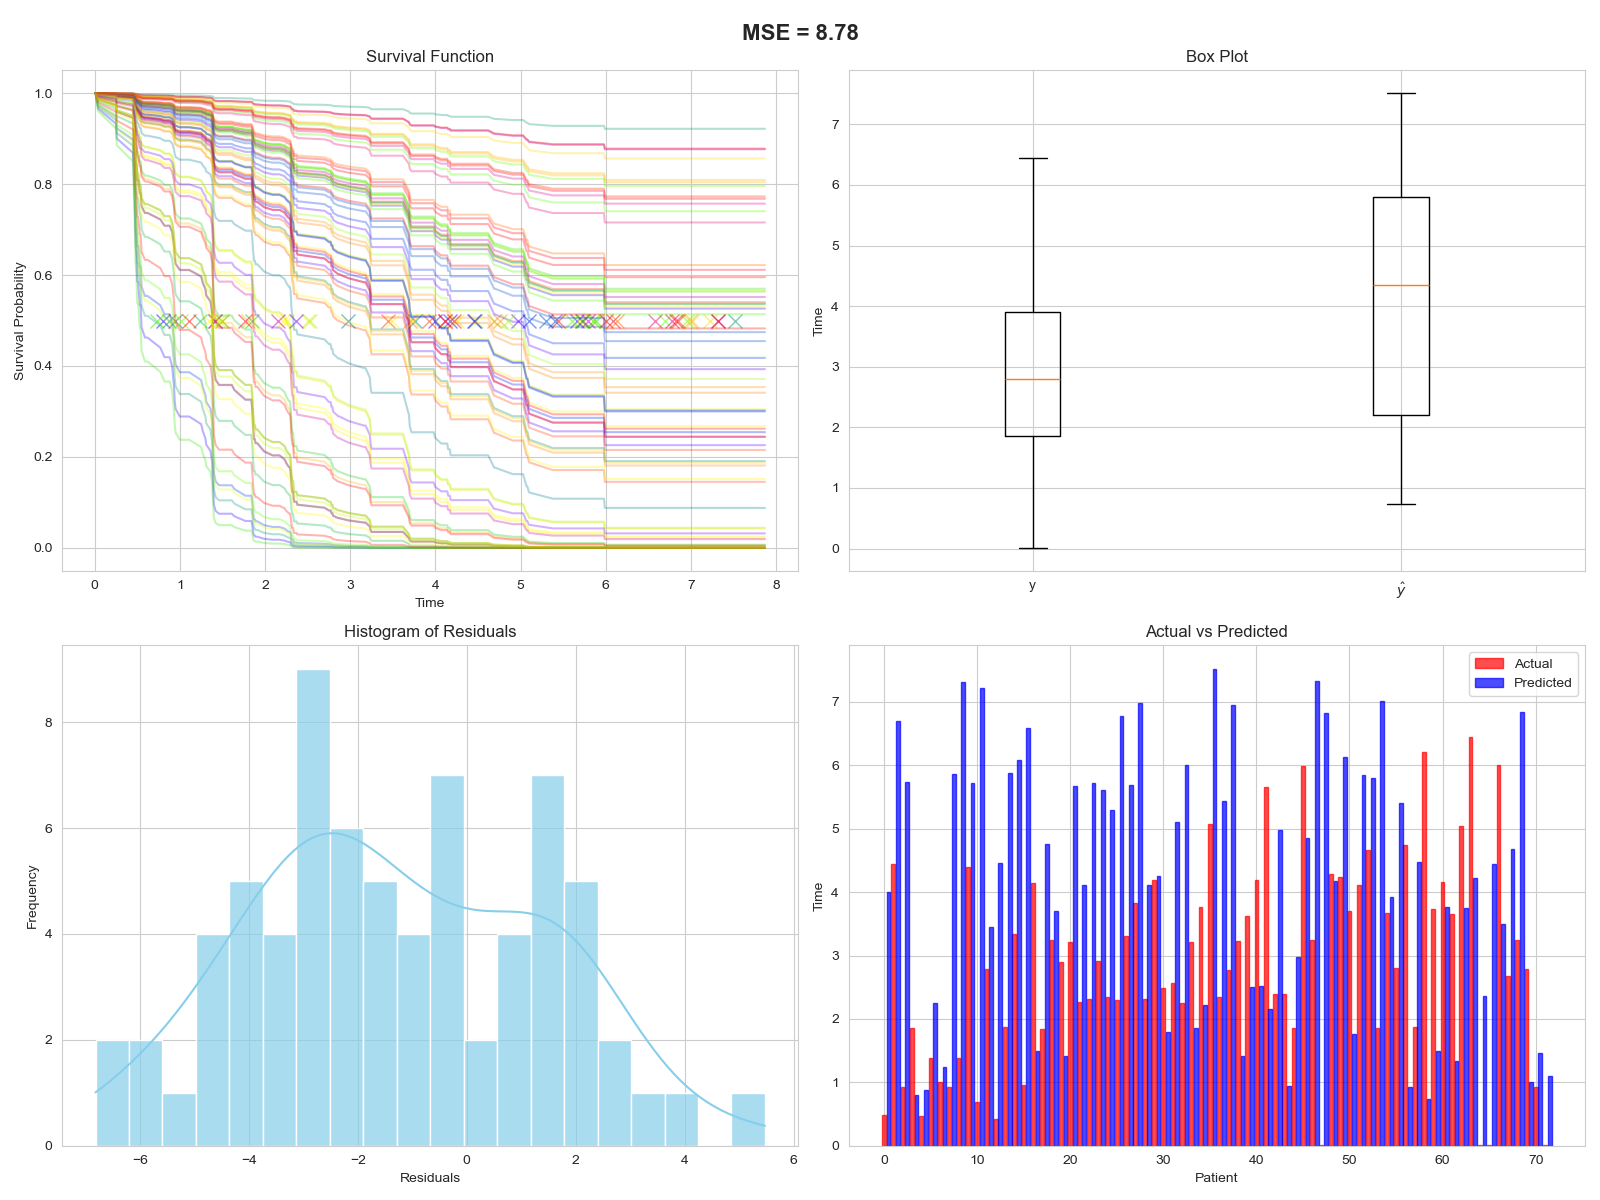 MSE = 8.78
Survival Function
Survival Probability
1.0
0.8
0.6
0.4
0.2
0.0
0 1 2 3 4 5 6 7 8
Time
Box Plot
Time
7
6
5
4
3
2
1
0
y ŷ
Histogram of Residuals
Frequency
8
6
4
2
0
−6 −4 −2 0 2 4 6
Residuals
Actual vs Predicted
Actual
Predicted
Time
7
6
5
4
3
2
1
0
0 10 20 30 40 50 60 70
Patient